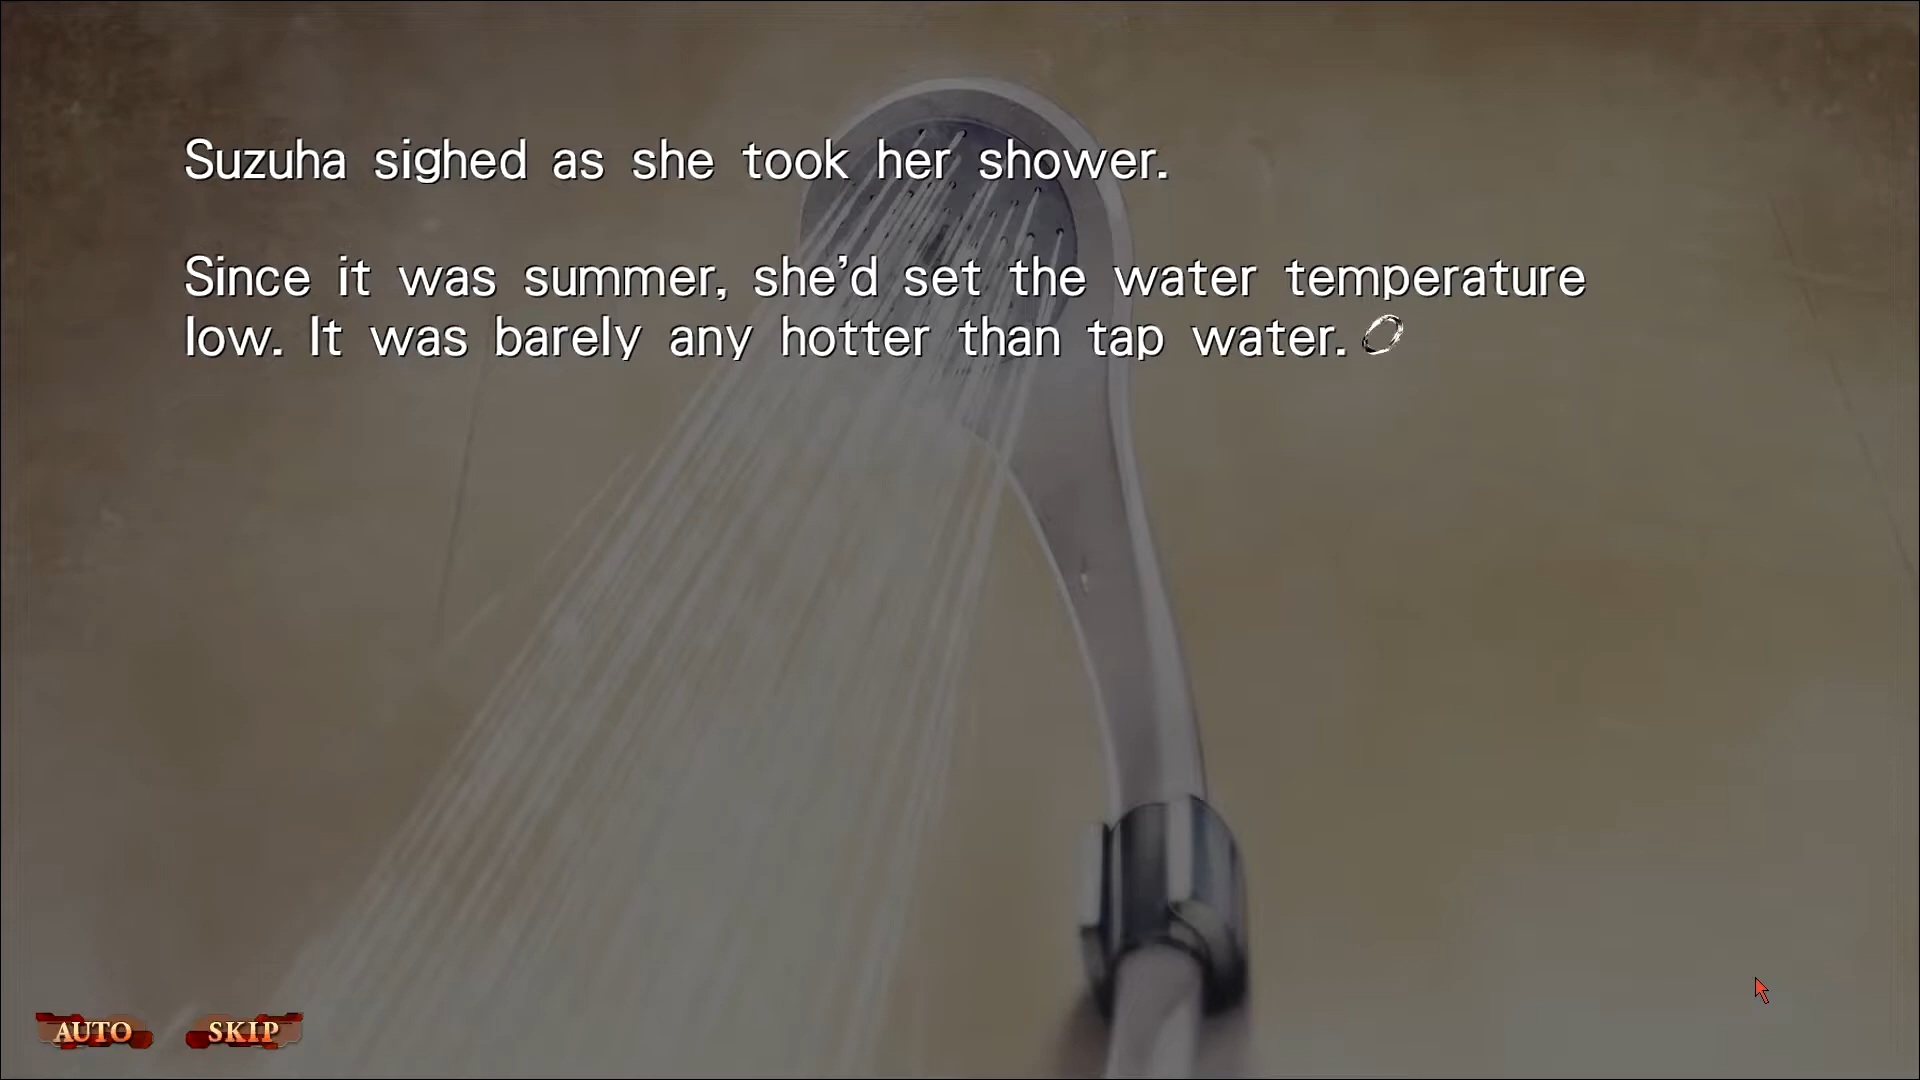 Suzuha sighed as she took her shower.
Since it was summer, she’d set the water temperature
low. It was barely any hotter than tap water.
AUTO SKIP